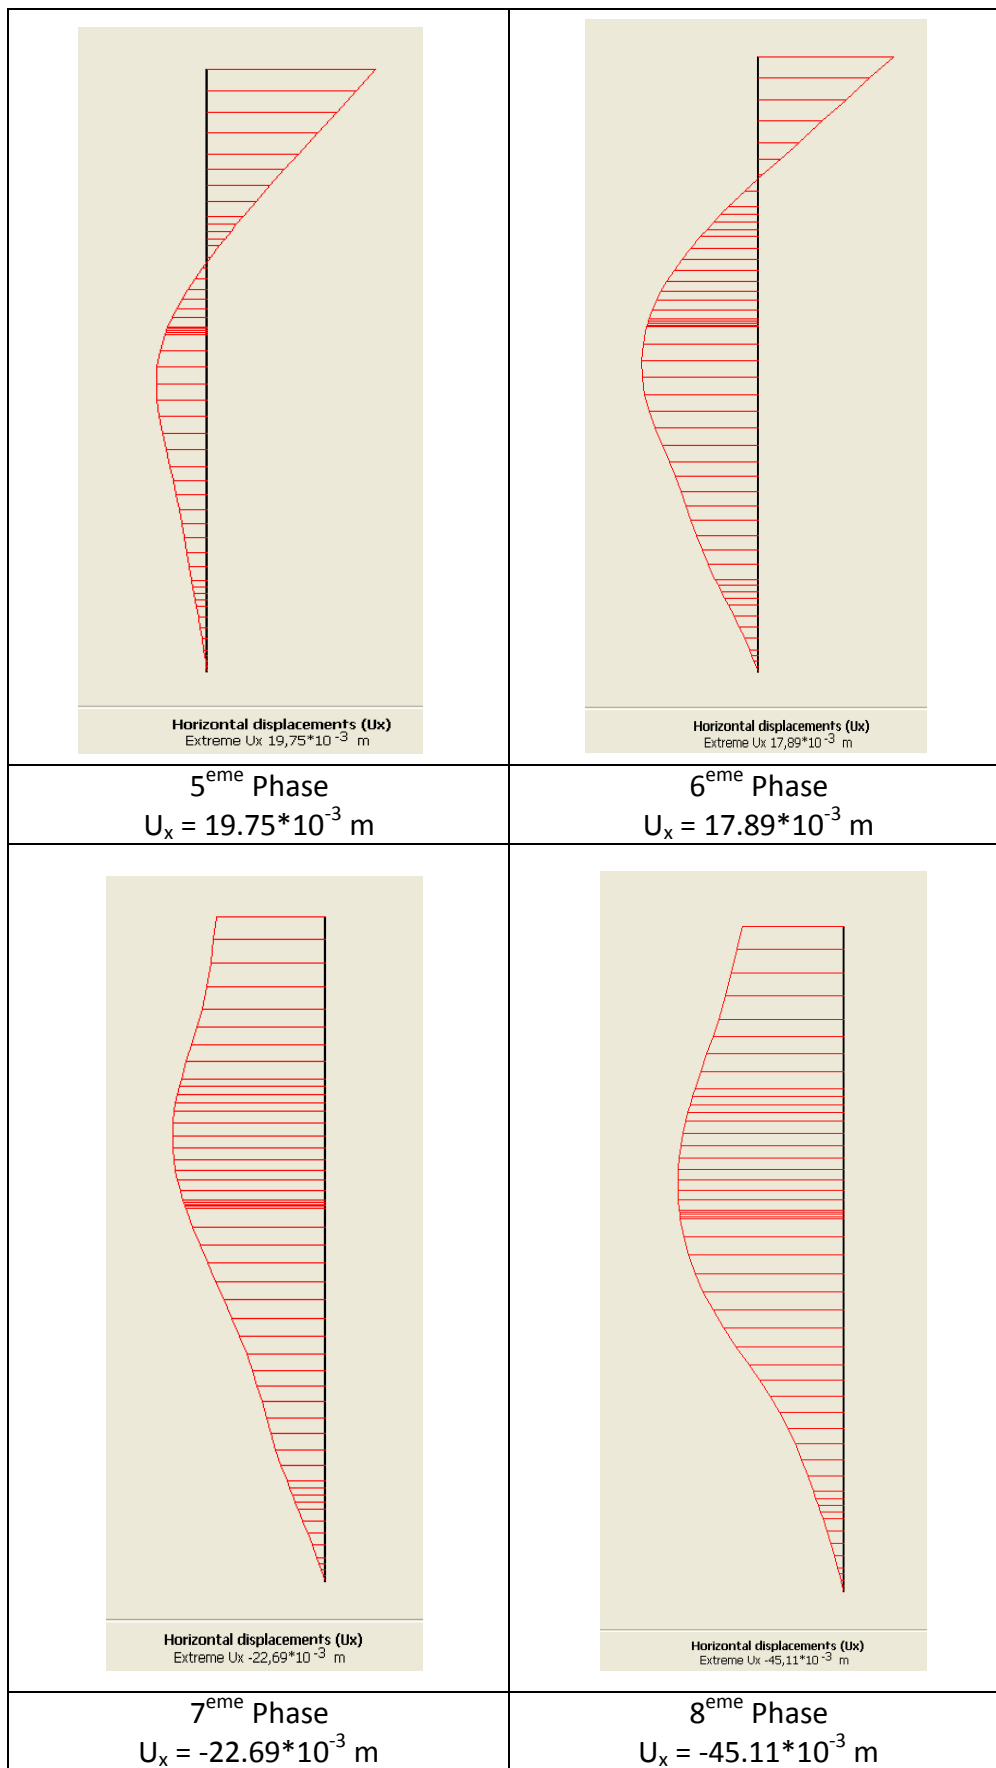 Horizontal displacements (Ux)
Extreme Ux 19,75*10⁻³ m
5ᵉᵐᵉ Phase
Uₓ = 19.75*10⁻³ m
Horizontal displacements (Ux)
Extreme Ux 17,89*10⁻³ m
6ᵉᵐᵉ Phase
Uₓ = 17.89*10⁻³ m
Horizontal displacements (Ux)
Extreme Ux -22,69*10⁻³ m
7ᵉᵐᵉ Phase
Uₓ = -22.69*10⁻³ m
Horizontal displacements (Ux)
Extreme Ux -45,11*10⁻³ m
8ᵉᵐᵉ Phase
Uₓ = -45.11*10⁻³ m